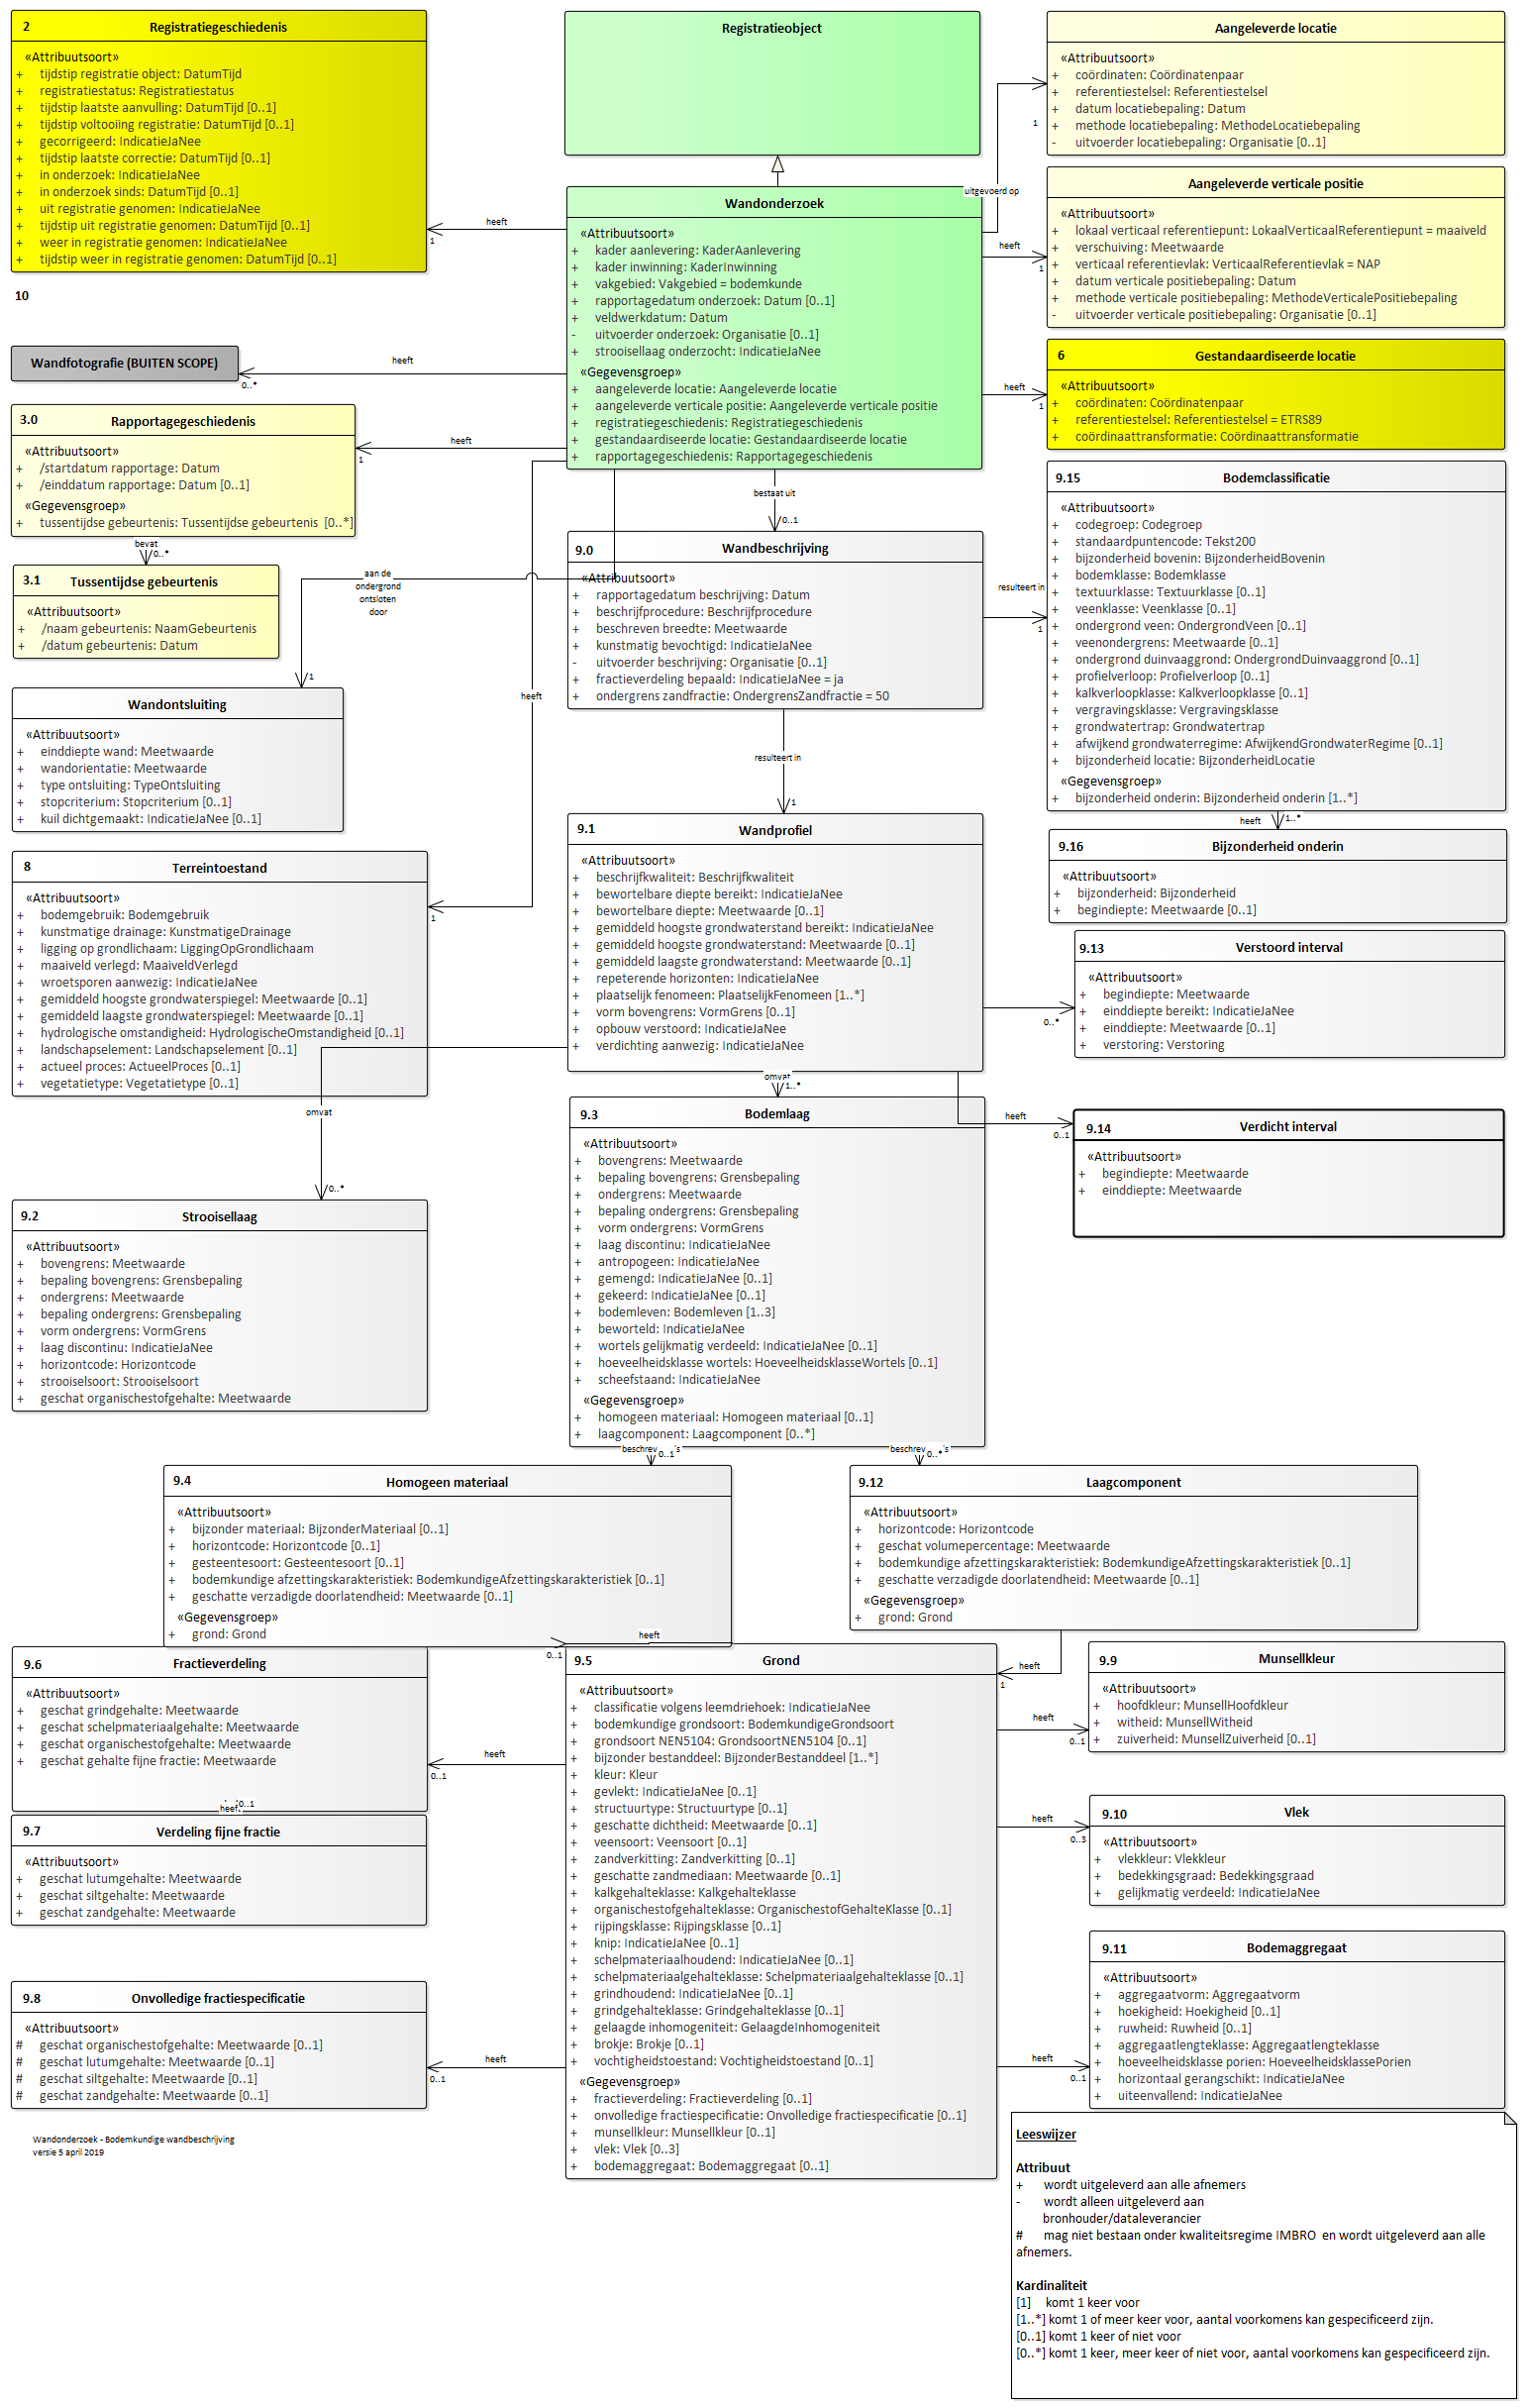 2 Registratiegeschiedenis
«Attribuutsoort»
+ tijdstip registratie object: DatumTijd
+ registratiestatus: Registratiestatus
+ tijdstip laatste aanvulling: DatumTijd [0..1]
+ tijdstip voltooiing registratie: DatumTijd [0..1]
+ gecorrigeerd: IndicatieJaNee
+ tijdstip laatste correctie: DatumTijd [0..1]
+ in onderzoek: IndicatieJaNee
+ in onderzoek sinds: DatumTijd [0..1]
+ uit registratie genomen: IndicatieJaNee
+ tijdstip uit registratie genomen: DatumTijd [0..1]
+ weer in registratie genomen: IndicatieJaNee
+ tijdstip weer in registratie genomen: DatumTijd [0..1]
10
Registratieobject
Aangeleverde locatie
«Attribuutsoort»
+ coördinaten: Coördinatenpaar
+ referentiestelsel: Referentiestelsel
+ datum locatiebepaling: Datum
+ methode locatiebepaling: MethodeLocatiebepaling
- uitvoerder locatiebepaling: Organisatie [0..1]
1
uitgevoerd op
Wandonderzoek
«Attribuutsoort»
+ kader aanlevering: KaderAanlevering
+ kader inwinning: KaderInwinning
+ vakgebied: Vakgebied = bodemkunde
+ rapportagedatum onderzoek: Datum [0..1]
+ veldwerkdatum: Datum
- uitvoerder onderzoek: Organisatie [0..1]
+ strooisellaag onderzocht: IndicatieJaNee
«Gegevensgroep»
+ aangeleverde locatie: Aangeleverde locatie
+ aangeleverde verticale positie: Aangeleverde verticale positie
+ registratiegeschiedenis: Registratiegeschiedenis
+ gestandaardiseerde locatie: Gestandaardiseerde locatie
+ rapportagegeschiedenis: Rapportagegeschiedenis
heeft
1
Aangeleverde verticale positie
«Attribuutsoort»
+ lokaal verticaal referentiepunt: LokaalVerticaalReferentiepunt = maaiveld
+ verschuiving: Meetwaarde
+ verticaal referentievlak: VerticaalReferentievlak = NAP
+ datum verticale positiebepaling: Datum
+ methode verticale positiebepaling: MethodeVerticalePositiebepaling
- uitvoerder verticale positiebepaling: Organisatie [0..1]
heeft
1
Wandfotografie (BUITEN SCOPE)
heeft
0..*
6 Gestandaardiseerde locatie
«Attribuutsoort»
+ coördinaten: Coördinatenpaar
+ referentiestelsel: Referentiestelsel = ETRS89
+ coördinaattransformatie: Coördinaattransformatie
heeft
1
3.0 Rapportagegeschiedenis
«Attribuutsoort»
+ /startdatum rapportage: Datum
+ /einddatum rapportage: Datum [0..1]
«Gegevensgroep»
+ tussentijdse gebeurtenis: Tussentijdse gebeurtenis [0..*]
heeft
1
bevat
0..*
3.1 Tussentijdse gebeurtenis
«Attribuutsoort»
+ /naam gebeurtenis: NaamGebeurtenis
+ /datum gebeurtenis: Datum
bestaat uit
0..1
9.0 Wandbeschrijving
«Attribuutsoort»
+ rapportagedatum beschrijving: Datum
+ beschrijfprocedure: Beschrijfprocedure
+ beschreven breedte: Meetwaarde
+ kunstmatig bevochtigd: IndicatieJaNee
- uitvoerder beschrijving: Organisatie [0..1]
+ fractieverdeling bepaald: IndicatieJaNee = ja
+ ondergrens zandfractie: OndergrensZandfractie = 50
aan de
ondergrond
ontsloten
door
1
resulteert in
1
9.15 Bodemclassificatie
«Attribuutsoort»
+ codegroep: Codegroep
+ standaardpuntencode: Tekst200
+ bijzonderheid bovenin: BijzonderheidBovenin
+ bodemklasse: Bodemklasse
+ textuurklasse: Textuurklasse [0..1]
+ veenklasse: Veenklasse [0..1]
+ ondergrond veen: OndergrondVeen [0..1]
+ veenondergrens: Meetwaarde [0..1]
+ ondergrond duinvaaggrond: OndergrondDuinvaaggrond [0..1]
+ profielverloop: Profielverloop [0..1]
+ kalkverloopklasse: Kalkverloopklasse [0..1]
+ vergravingsklasse: Vergravingsklasse
+ grondwatertrap: Grondwatertrap
+ afwijkend grondwaterregime: AfwijkendGrondwaterRegime [0..1]
+ bijzonderheid locatie: BijzonderheidLocatie
«Gegevensgroep»
+ bijzonderheid onderin: Bijzonderheid onderin [1..*]
heeft
1..*
9.16 Bijzonderheid onderin
«Attribuutsoort»
+ bijzonderheid: Bijzonderheid
+ begindiepte: Meetwaarde [0..1]
Wandontsluiting
«Attribuutsoort»
+ einddiepte wand: Meetwaarde
+ wandorientatie: Meetwaarde
+ type ontsluiting: TypeOntsluiting
+ stopcriterium: Stopcriterium [0..1]
+ kuil dichtgemaakt: IndicatieJaNee [0..1]
heeft
1
8 Terreintoestand
«Attribuutsoort»
+ bodemgebruik: Bodemgebruik
+ kunstmatige drainage: KunstmatigeDrainage
+ ligging op grondlichaam: LiggingOpGrondlichaam
+ maaiveld verlegd: MaaiveldVerlegd
+ wroetsporen aanwezig: IndicatieJaNee
+ gemiddeld hoogste grondwaterspiegel: Meetwaarde [0..1]
+ gemiddeld laagste grondwaterspiegel: Meetwaarde [0..1]
+ hydrologische omstandigheid: HydrologischeOmstandigheid [0..1]
+ landschapselement: Landschapselement [0..1]
+ actueel proces: ActueelProces [0..1]
+ vegetatietype: Vegetatietype [0..1]
resulteert in
1
9.1 Wandprofiel
«Attribuutsoort»
+ beschrijfkwaliteit: Beschrijfkwaliteit
+ bewortelbare diepte bereikt: IndicatieJaNee
+ bewortelbare diepte: Meetwaarde [0..1]
+ gemiddeld hoogste grondwaterstand bereikt: IndicatieJaNee
+ gemiddeld hoogste grondwaterstand: Meetwaarde [0..1]
+ gemiddeld laagste grondwaterstand: Meetwaarde [0..1]
+ repeterende horizonten: IndicatieJaNee
+ plaatselijk fenomeen: PlaatselijkFenomeen [1..*]
+ vorm bovengrens: VormGrens [0..1]
+ opbouw verstoord: IndicatieJaNee
+ verdichting aanwezig: IndicatieJaNee
0..*
9.13 Verstoord interval
«Attribuutsoort»
+ begindiepte: Meetwaarde
+ einddiepte bereikt: IndicatieJaNee
+ einddiepte: Meetwaarde [0..1]
+ verstoring: Verstoring
heeft
0..1
9.14 Verdicht interval
«Attribuutsoort»
+ begindiepte: Meetwaarde
+ einddiepte: Meetwaarde
omvat
0..*
9.2 Strooisellaag
«Attribuutsoort»
+ bovengrens: Meetwaarde
+ bepaling bovengrens: Grensbepaling
+ ondergrens: Meetwaarde
+ bepaling ondergrens: Grensbepaling
+ vorm ondergrens: VormGrens
+ laag discontinu: IndicatieJaNee
+ horizontcode: Horizontcode
+ strooiselsoort: Strooiselsoort
+ geschat organischestofgehalte: Meetwaarde
omvat
1..*
9.3 Bodemlaag
«Attribuutsoort»
+ bovengrens: Meetwaarde
+ bepaling bovengrens: Grensbepaling
+ ondergrens: Meetwaarde
+ bepaling ondergrens: Grensbepaling
+ vorm ondergrens: VormGrens
+ laag discontinu: IndicatieJaNee
+ antropogeen: IndicatieJaNee
+ gemengd: IndicatieJaNee [0..1]
+ gekeerd: IndicatieJaNee [0..1]
+ bodemleven: Bodemleven [1..3]
+ beworteld: IndicatieJaNee
+ wortels gelijkmatig verdeeld: IndicatieJaNee [0..1]
+ hoeveelheidsklasse wortels: HoeveelheidsklasseWortels [0..1]
+ scheefstaand: IndicatieJaNee
«Gegevensgroep»
+ homogeen materiaal: Homogeen materiaal [0..1]
+ laagcomponent: Laagcomponent [0..*]
0..1
0..*
9.4 Homogeen materiaal
«Attribuutsoort»
+ bijzonder materiaal: BijzonderMateriaal [0..1]
+ horizontcode: Horizontcode [0..1]
+ gesteentesoort: Gesteentesoort [0..1]
+ bodemkundige afzettingskarakteristiek: BodemkundigeAfzettingskarakteristiek [0..1]
+ geschatte verzadigde doorlatendheid: Meetwaarde [0..1]
«Gegevensgroep»
+ grond: Grond
9.12 Laagcomponent
«Attribuutsoort»
+ horizontcode: Horizontcode
+ geschat volumepercentage: Meetwaarde
+ bodemkundige afzettingskarakteristiek: BodemkundigeAfzettingskarakteristiek [0..1]
+ geschatte verzadigde doorlatendheid: Meetwaarde [0..1]
«Gegevensgroep»
+ grond: Grond
heeft
0..1
heeft
1
9.6 Fractieverdeling
«Attribuutsoort»
+ geschat grindgehalte: Meetwaarde
+ geschat schelpmateriaalgehalte: Meetwaarde
+ geschat organischestofgehalte: Meetwaarde
+ geschat gehalte fijne fractie: Meetwaarde
heeft
0..1
heeft
0..1
9.7 Verdeling fijne fractie
«Attribuutsoort»
+ geschat lutumgehalte: Meetwaarde
+ geschat siltgehalte: Meetwaarde
+ geschat zandgehalte: Meetwaarde
9.8 Onvolledige fractiespecificatie
«Attribuutsoort»
# geschat organischestofgehalte: Meetwaarde [0..1]
# geschat lutumgehalte: Meetwaarde [0..1]
# geschat siltgehalte: Meetwaarde [0..1]
# geschat zandgehalte: Meetwaarde [0..1]
heeft
0..1
9.5 Grond
«Attribuutsoort»
+ classificatie volgens leemdriehoek: IndicatieJaNee
+ bodemkundige grondsoort: BodemkundigeGrondsoort
+ grondsoort NEN5104: GrondsoortNEN5104 [0..1]
+ bijzonder bestanddeel: BijzonderBestanddeel [1..*]
+ kleur: Kleur
+ gevlekt: IndicatieJaNee [0..1]
+ structuurtype: Structuurtype [0..1]
+ geschatte dichtheid: Meetwaarde [0..1]
+ veensoort: Veensoort [0..1]
+ zandverkitting: Zandverkitting [0..1]
+ geschatte zandmediaan: Meetwaarde [0..1]
+ kalkgehalteklasse: Kalkgehalteklasse
+ organischestofgehalteklasse: OrganischestofGehalteKlasse [0..1]
+ rijpingsklasse: Rijpingsklasse [0..1]
+ knip: IndicatieJaNee [0..1]
+ schelpmateriaalhoudend: IndicatieJaNee [0..1]
+ schelpmateriaalgehalteklasse: Schelpmateriaalgehalteklasse [0..1]
+ grindhoudend: IndicatieJaNee [0..1]
+ grindgehalteklasse: Grindgehalteklasse [0..1]
+ gelaagde inhomogeniteit: GelaagdeInhomogeniteit
+ brokje: Brokje [0..1]
+ vochtigheidstoestand: Vochtigheidstoestand [0..1]
«Gegevensgroep»
+ fractieverdeling: Fractieverdeling [0..1]
+ onvolledige fractiespecificatie: Onvolledige fractiespecificatie [0..1]
+ munsellkleur: Munsellkleur [0..1]
+ vlek: Vlek [0..3]
+ bodemaggregaat: Bodemaggregaat [0..1]
heeft
0..1
9.9 Munsellkleur
«Attribuutsoort»
+ hoofdkleur: MunsellHoofdkleur
+ witheid: MunsellWitheid
+ zuiverheid: MunsellZuiverheid [0..1]
heeft
0..3
9.10 Vlek
«Attribuutsoort»
+ vlekkleur: Vlekkleur
+ bedekkingsgraad: Bedekkingsgraad
+ gelijkmatig verdeeld: IndicatieJaNee
heeft
0..1
9.11 Bodemaggregaat
«Attribuutsoort»
+ aggregaatvorm: Aggregaatvorm
+ hoekigheid: Hoekigheid [0..1]
+ ruwheid: Ruwheid [0..1]
+ aggregaatlengteklasse: Aggregaatlengteklasse
+ hoeveelheidsklasse porien: HoeveelheidsklassePorien
+ horizontaal gerangschikt: IndicatieJaNee
+ uiteenvallend: IndicatieJaNee
Wandonderzoek - Bodemkundige wandbeschrijving
versie 5 april 2019
Leeswijzer
Attribuut
+ wordt uitgeleverd aan alle afnemers
- wordt alleen uitgeleverd aan
bronhouder/dataleverancier
# mag niet bestaan onder kwaliteitsregime IMBRO en wordt uitgeleverd aan alle
afnemers.
Kardinaliteit
[1] komt 1 keer voor
[1..*] komt 1 of meer keer voor, aantal voorkomens kan gespecificeerd zijn.
[0..1] komt 1 keer of niet voor
[0..*] komt 1 keer, meer keer of niet voor, aantal voorkomens kan gespecificeerd zijn.